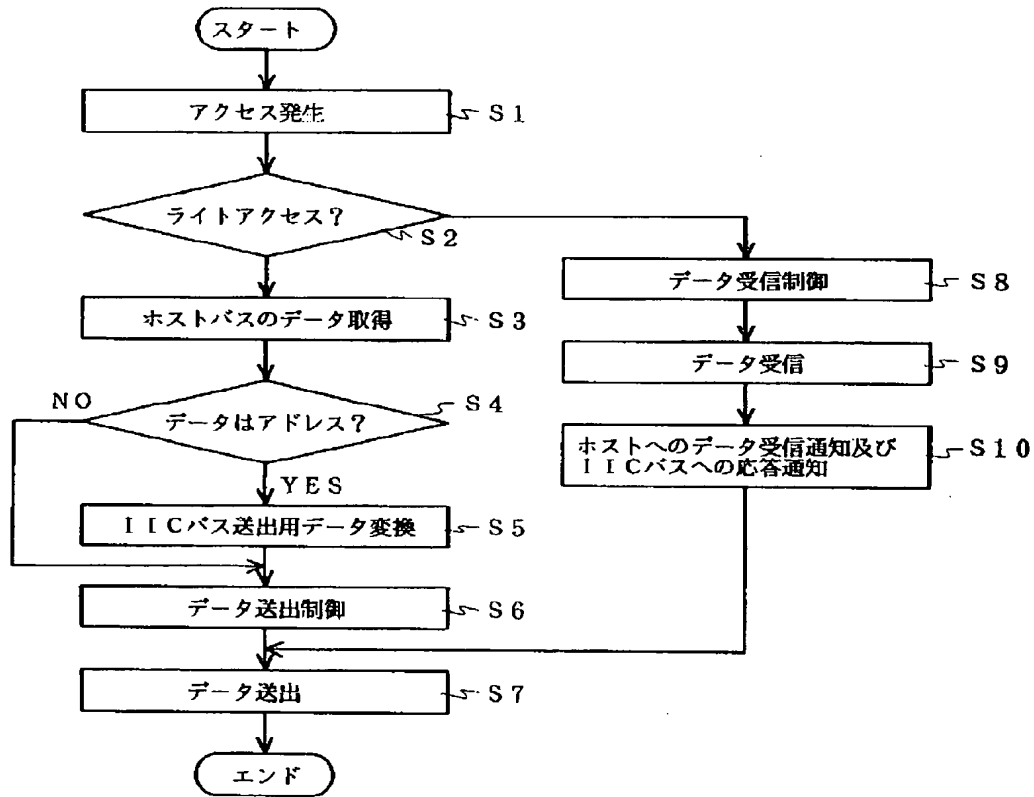 スタート
アクセス発生
S1
ライトアクセス?
S2
ホストバスのデータ取得
S3
データはアドレス?
S4
NO
YES
IICバス送出用データ変換
S5
データ送出制御
S6
データ送出
S7
エンド
データ受信制御
S8
データ受信
S9
ホストへのデータ受信通知及び
IICバスへの応答通知
S10